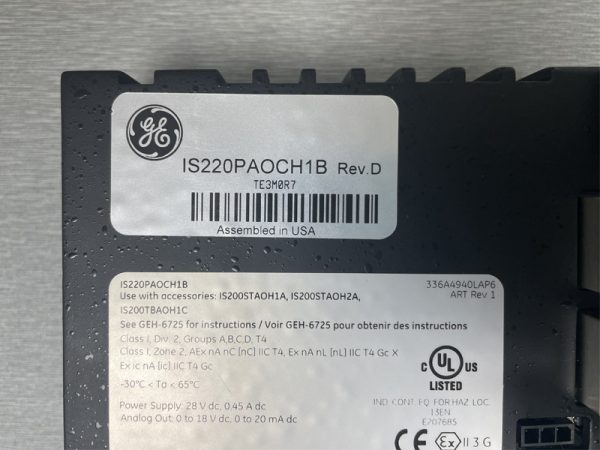 GE
IS220PAOCH1B Rev.D
TE3M0R7
Assembled in USA
IS220PAOCH1B
336A4940LAP6
Use with accessories: IS200STAOH1A, IS200STAOH2A,
ART Rev 1
IS200TBAOH1C
See GEH-6725 for instructions / Voir GEH-6725 pour obtenir des instructions
Class I, Div. 2, Groups A,B,C,D, T4
Class I, Zone 2, AEx nA nC [nC] IIC T4, Ex nA nL [nL] IIC T4 Gc X
Ex ic nA [ic] IIC T4 Gc
-30°C < Ta < 65°C
C UL US
LISTED
Power Supply: 28 V dc, 0.45 A dc
Analog Out: 0 to 18 V dc, 0 to 20 mA dc
IND. CONT. EQ. FOR HAZ. LOC.
13EN
E207685
CE Ex II 3 G